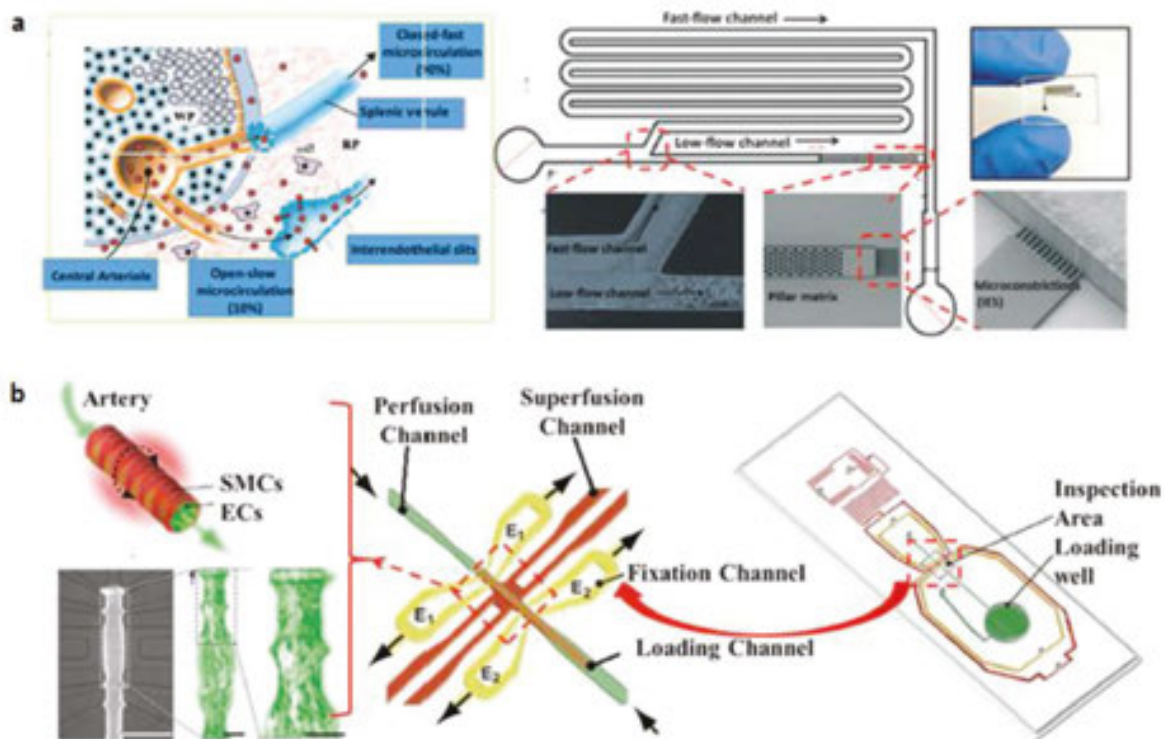 a
Closed-fast
microcirculation
(90%)
Splenic venule
WP
RP
Interendothelial slits
Central Arteriole
Open-slow
microcirculation
(10%)
Fast-flow channel
Low-flow channel
Fast-flow channel
Low-flow channel
Pillar matrix
Microconstrictions
(IES)
b
Artery
SMCs
ECs
Perfusion
Channel
Superfusion
Channel
E1
E2
Fixation Channel
E1
E2
Loading Channel
Inspection
Area
Loading
well